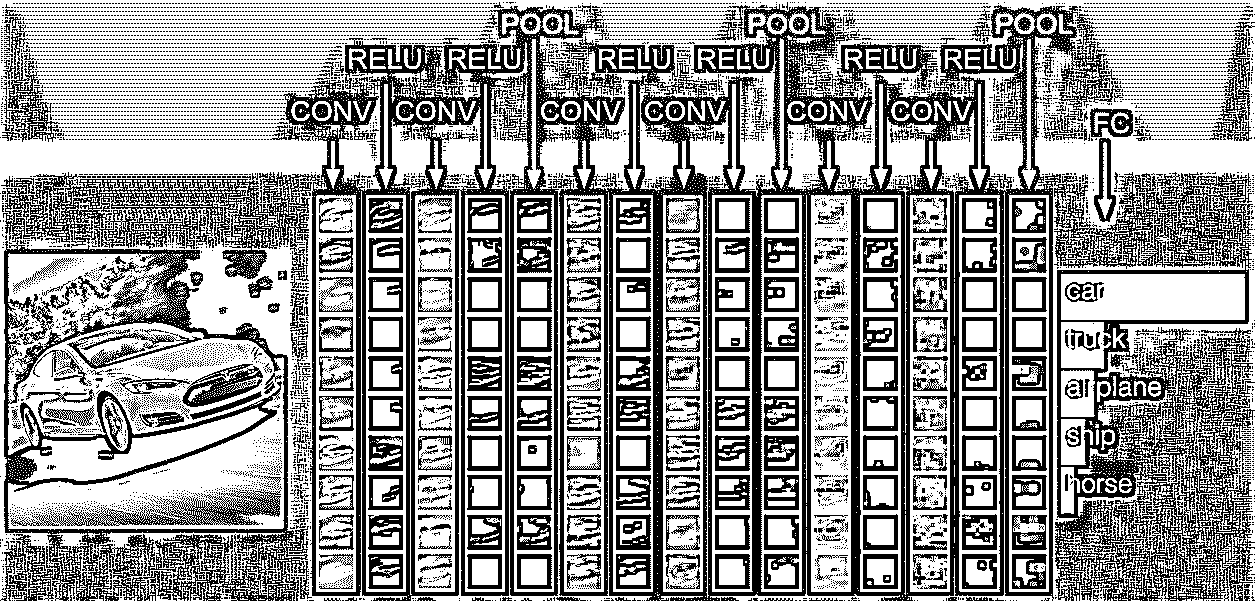 POOL POOL POOL
RELU RELU RELU RELU RELU RELU
CONV CONV CONV CONV CONV CONV
FC
car
truck
airplane
ship
horse